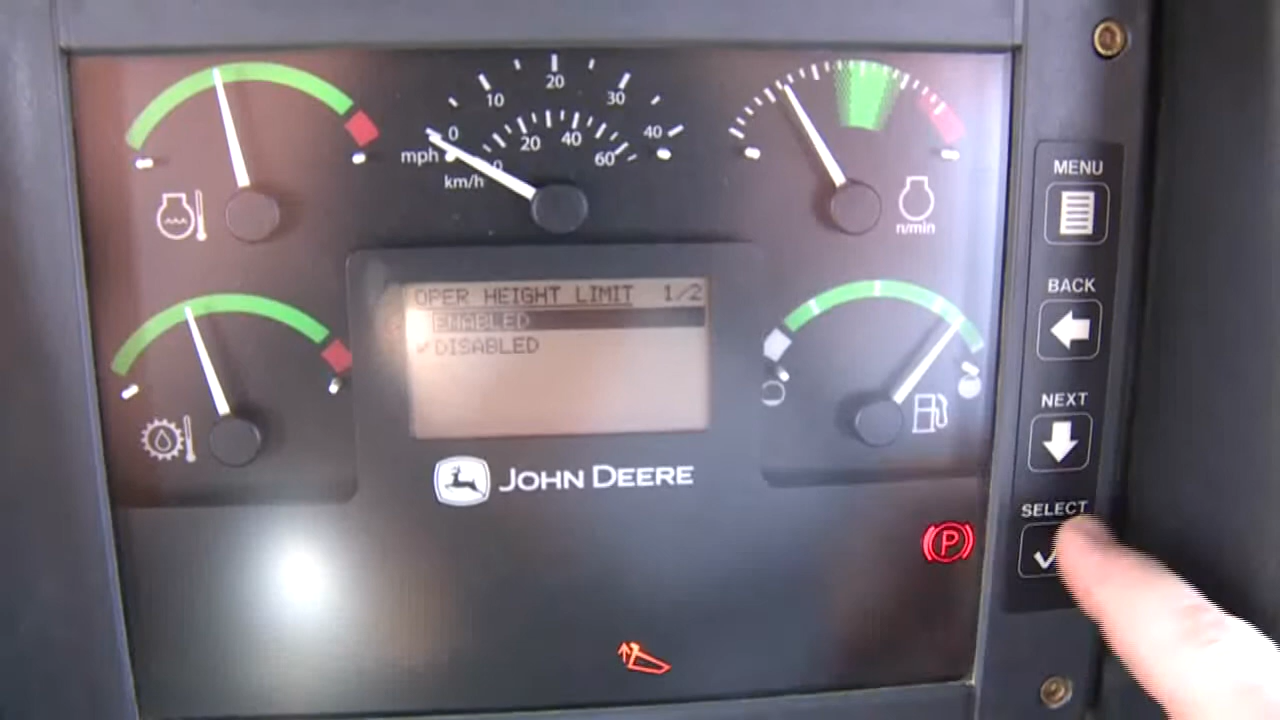 10
20
30
0
40
mph
20
40
60
0
km/h
n/min
MENU
OPER HEIGHT LIMIT 1/2
ENABLED
✔DISABLED
BACK
NEXT
JOHN DEERE
SELECT
P